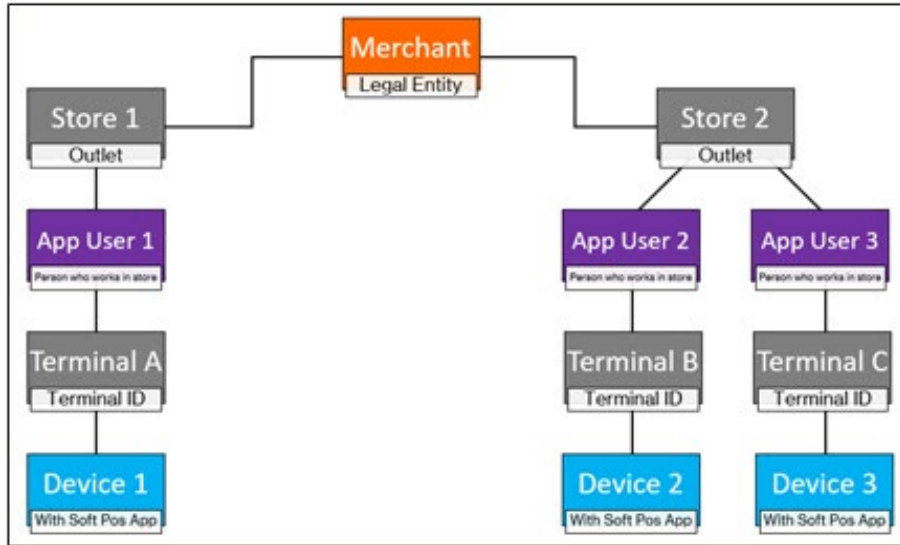 Merchant
Legal Entity
Store 1
Outlet
Store 2
Outlet
App User 1
Person who works in store
App User 2
Person who works in store
App User 3
Person who works in store
Terminal A
Terminal ID
Terminal B
Terminal ID
Terminal C
Terminal ID
Device 1
With Soft Pos App
Device 2
With Soft Pos App
Device 3
With Soft Pos App